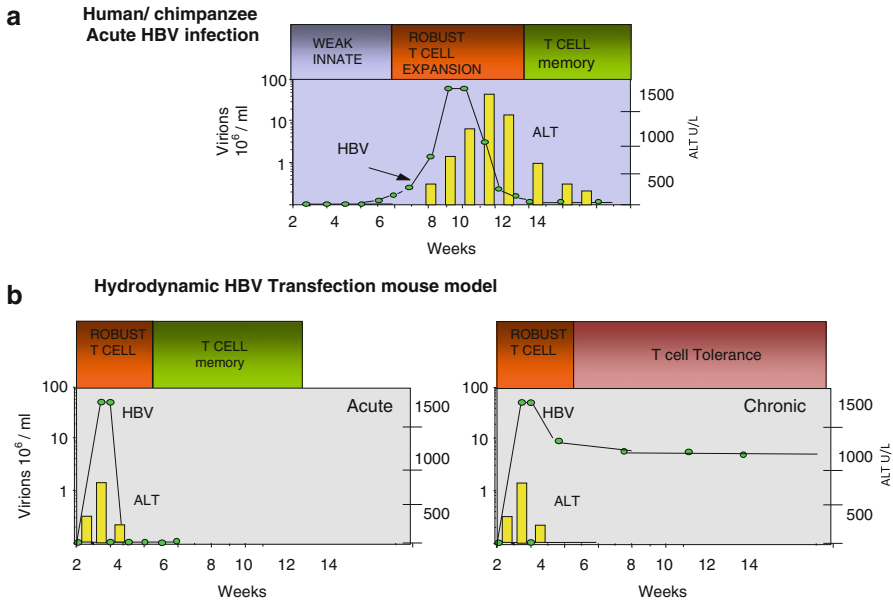 a
Human/ chimpanzee
Acute HBV infection
WEAK
INNATE
ROBUST
T CELL
EXPANSION
T CELL
memory
100
10
1
Virions
10⁶ / ml
HBV
ALT
1500
1000
500
ALT U/L
2 4 6 8 10 12 14
Weeks
b
Hydrodynamic HBV Transfection mouse model
ROBUST
T CELL
T CELL
memory
100
10
1
Virions 10⁶ / ml
HBV
ALT
Acute
1500
1000
500
2 4 6 8 10 12 14
Weeks
ROBUST
T CELL
T cell Tolerance
100
10
1
HBV
ALT
Chronic
1500
1000
500
ALT U/L
2 4 6 8 10 12 14
Weeks